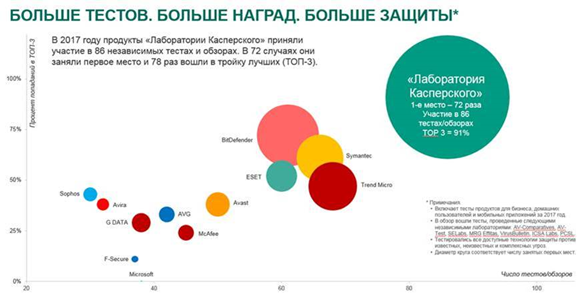 БОЛЬШЕ ТЕСТОВ. БОЛЬШЕ НАГРАД. БОЛЬШЕ ЗАЩИТЫ*
Процент попаданий в ТОП-3
В 2017 году продукты «Лаборатории Касперского» приняли
участие в 86 независимых тестах и обзорах. В 72 случаях они
заняли первое место и 78 раз вошли в тройку лучших (ТОП-3).
100%
«Лаборатория
Касперского»
1-е место – 72 раза
Участие в 86
тестах/обзорах
TOP 3 = 91%
75%
BitDefender
Symantec
50%
ESET
Trend Micro
Sophos
Avira
Avast
AVG
G DATA
McAfee
25%
F-Secure
Microsoft
0%
20
40
60
80
100
Число тестов/обзоров
* Примечания.
• Включает тесты продуктов для бизнеса, домашних
пользователей и мобильных приложений за 2017 год.
• В обзор вошли тесты, проведенные следующими
независимыми лабораториями: AV-Comparatives, AV-
Test, SELabs, MRG Effitas, VirusBulletin, ICSA Labs, PCSL.
• Тестировались все доступные технологии защиты против
известных, неизвестных и комплексных угроз.
• Диаметр круга соответствует числу занятых первых мест.